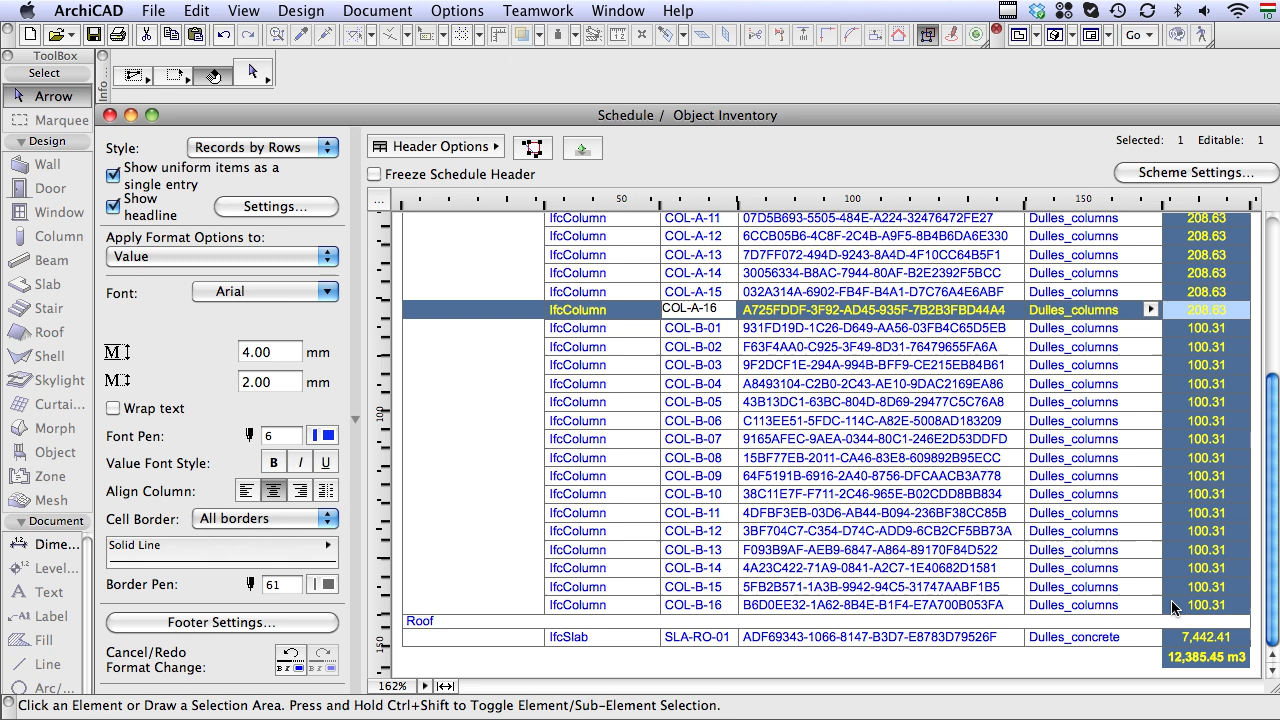 ArchiCAD File Edit View Design Document Options Teamwork Window Help
Go
ToolBox
Select
Arrow
Marquee
Design
Wall
Door
Window
Column
Beam
Slab
Stair
Roof
Shell
Skylight
Curtai...
Morph
Object
Zone
Mesh
Document
Dime...
Level...
Text
Label
Fill
Line
Arc/...
Info ...
Schedule / Object Inventory
Style: Records by Rows
Show uniform items as a single entry
Show headline
Settings...
Apply Format Options to:
Value
Font: Arial
4.00 mm
2.00 mm
Wrap text
Font Pen: 6
Value Font Style: B I U
Align Column:
Cell Border: All borders
Solid Line
Border Pen: 61
Footer Settings...
Cancel/Redo
Format Change:
Header Options
Selected: 1 Editable: 1
Freeze Schedule Header
Scheme Settings...
... 50 100 150
100
150
IfcColumn COL-A-11 07D5B693-5505-484E-A224-32476472FE27 Dulles_columns 208.63
IfcColumn COL-A-12 6CCB05B6-4C8F-2C4B-A9F5-8B4B6DA6E330 Dulles_columns 208.63
IfcColumn COL-A-13 7D7FF072-494D-9243-8A4D-4F10CC64B5F1 Dulles_columns 208.63
IfcColumn COL-A-14 30056334-B8AC-7944-80AF-B2E2392F5BCC Dulles_columns 208.63
IfcColumn COL-A-15 032A314A-6902-FB4F-B4A1-D7C76A4E6ABF Dulles_columns 208.63
IfcColumn COL-A-16 A725FDDF-3F92-AD45-935F-7B2B3FBD44A4 Dulles_columns 208.63
IfcColumn COL-B-01 931FD19D-1C26-D649-AA56-03FB4C65D5EB Dulles_columns 100.31
IfcColumn COL-B-02 F63F4AA0-C925-3F49-8D31-76479655FA6A Dulles_columns 100.31
IfcColumn COL-B-03 9F2DCF1E-294A-994B-BFF9-CE215EB84B61 Dulles_columns 100.31
IfcColumn COL-B-04 A8493104-C2B0-2C43-AE10-9DAC2169EA86 Dulles_columns 100.31
IfcColumn COL-B-05 43B13DC1-63BC-804D-8D69-29477C5C76A8 Dulles_columns 100.31
IfcColumn COL-B-06 C113EE51-5FDC-114C-A82E-5008AD183209 Dulles_columns 100.31
IfcColumn COL-B-07 9165AFEC-9AEA-0344-80C1-246E2D53DDFD Dulles_columns 100.31
IfcColumn COL-B-08 15BF77EB-2011-CA46-83E8-609892B95ECC Dulles_columns 100.31
IfcColumn COL-B-09 64F5191B-6916-2A40-8756-DFCAACB3A778 Dulles_columns 100.31
IfcColumn COL-B-10 38C11E7F-F711-2C46-965E-B02CDD8BB834 Dulles_columns 100.31
IfcColumn COL-B-11 4DFBF3EB-03D6-AB44-B094-236BF38CC85B Dulles_columns 100.31
IfcColumn COL-B-12 3BF704C7-C354-D74C-ADD9-6CB2CF5BB73A Dulles_columns 100.31
IfcColumn COL-B-13 F093B9AF-AEB9-6847-A864-89170F84D522 Dulles_columns 100.31
IfcColumn COL-B-14 4A23C422-71A9-0841-A2C7-1E40682D1581 Dulles_columns 100.31
IfcColumn COL-B-15 5FB2B571-1A3B-9942-94C5-31747AABF1B5 Dulles_columns 100.31
IfcColumn COL-B-16 B6D0EE32-1A62-8B4E-B1F4-E7A700B053FA Dulles_columns 100.31
Roof
IfcSlab SLA-RO-01 ADF69343-1066-8147-B3D7-E8783D79526F Dulles_concrete 7,442.41
12,385.45 m3
162%
Click an Element or Draw a Selection Area. Press and Hold Ctrl+Shift to Toggle Element/Sub-Element Selection.